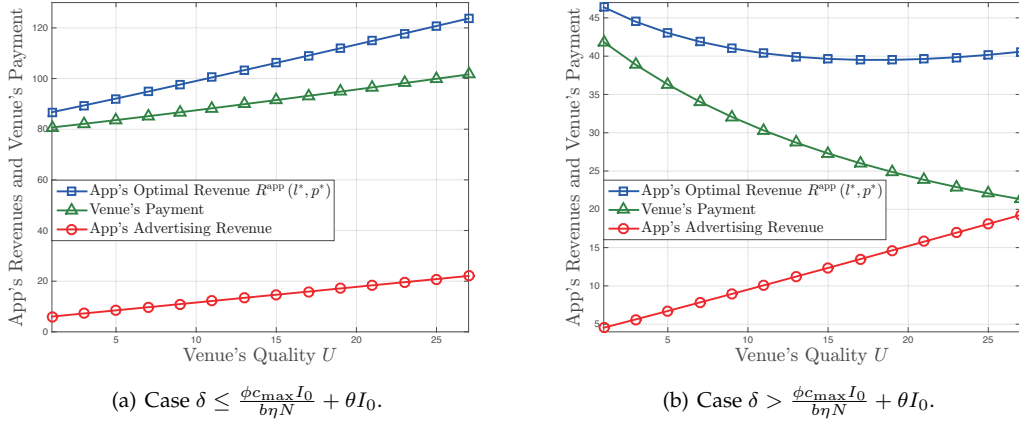 App's Revenues and Venue's Payment
120
100
80
60
40
20
0
App's Optimal Revenue R^app(l*, p*)
Venue's Payment
App's Advertising Revenue
5
10
15
20
25
Venue's Quality U
(a) Case δ ≤ ϕc_max I_0 / bηN + θI_0.
App's Revenues and Venue's Payment
45
40
35
30
25
20
15
10
5
App's Optimal Revenue R^app(l*, p*)
Venue's Payment
App's Advertising Revenue
5
10
15
20
25
Venue's Quality U
(b) Case δ > ϕc_max I_0 / bηN + θI_0.